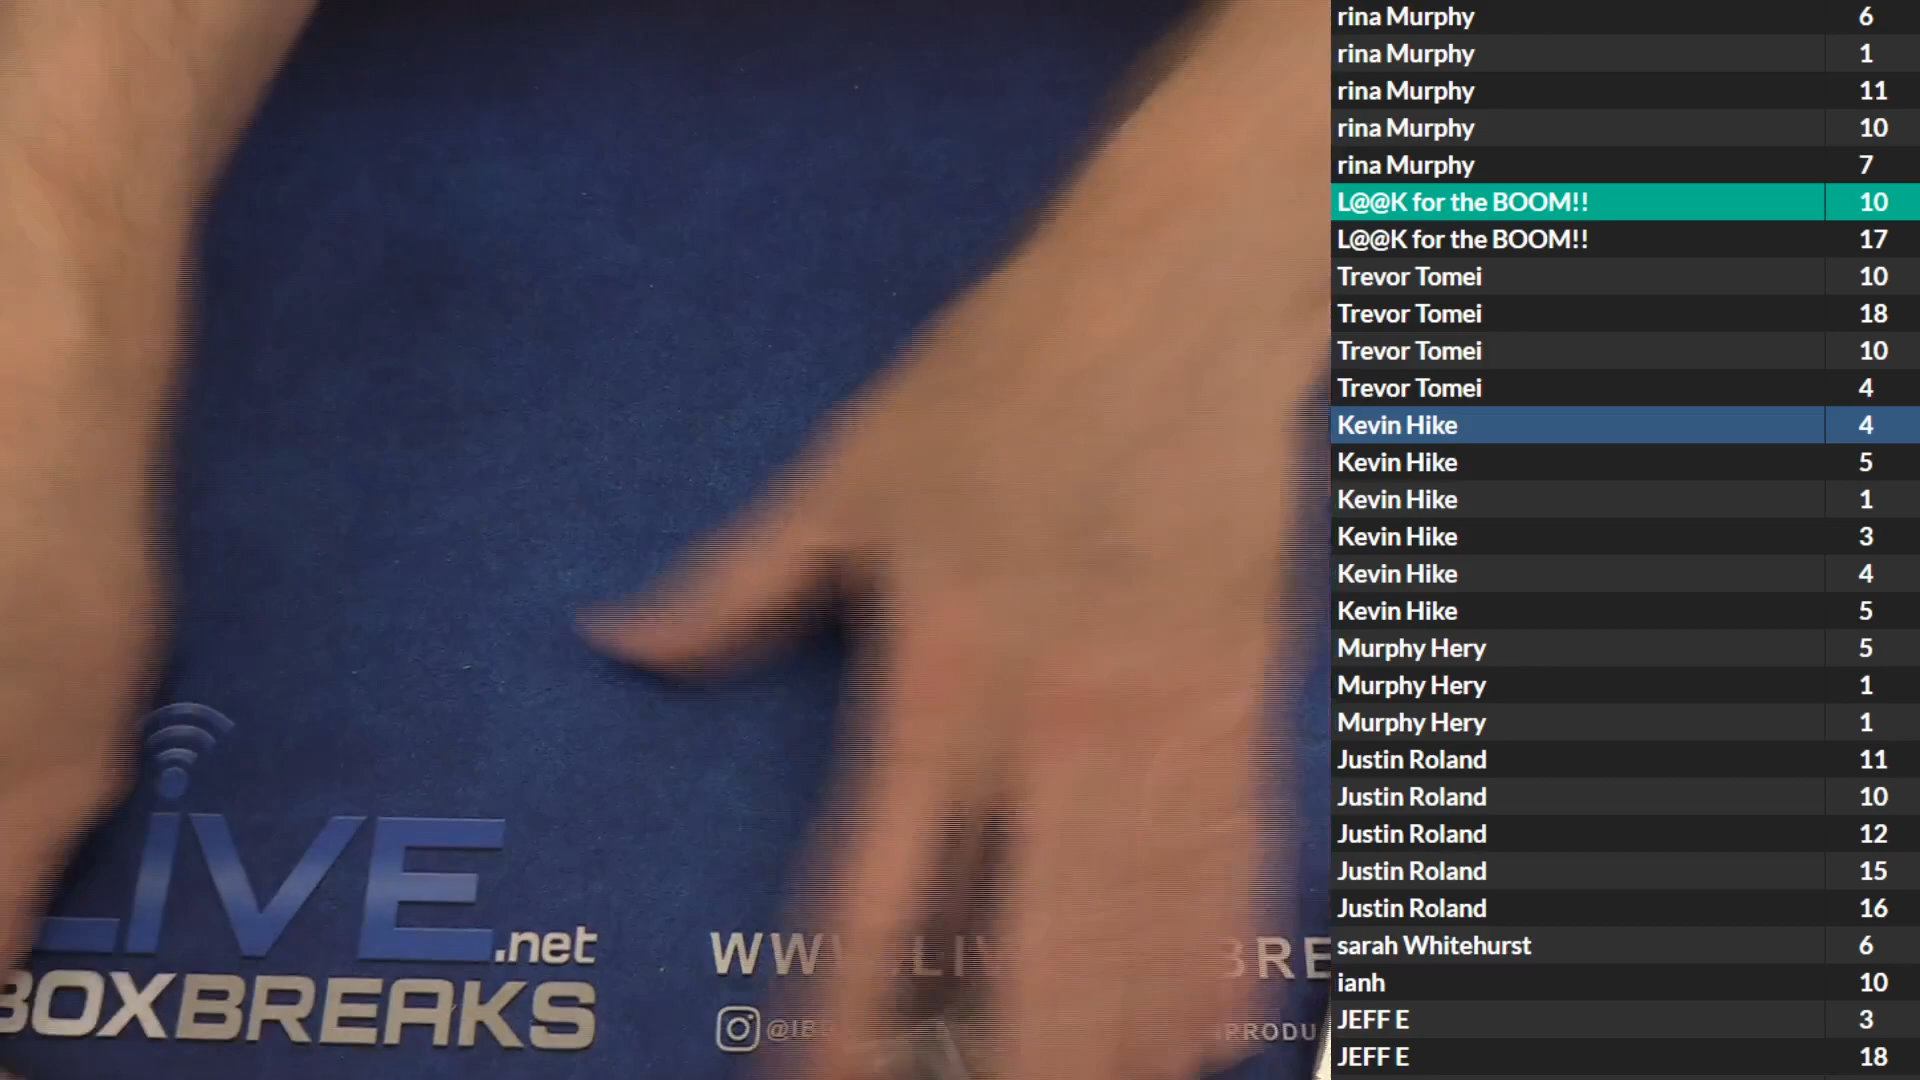 rina Murphy 6
rina Murphy 1
rina Murphy 11
rina Murphy 10
rina Murphy 7
L@@K for the BOOM!! 10
L@@K for the BOOM!! 17
Trevor Tomei 10
Trevor Tomei 18
Trevor Tomei 10
Trevor Tomei 4
Kevin Hike 4
Kevin Hike 5
Kevin Hike 1
Kevin Hike 3
Kevin Hike 4
Kevin Hike 5
Murphy Hery 5
Murphy Hery 1
Murphy Hery 1
Justin Roland 11
Justin Roland 10
Justin Roland 12
Justin Roland 15
Justin Roland 16
sarah Whitehurst 6
ianh 10
JEFF E 3
JEFF E 18
LIVE.net
BOXBREAKS